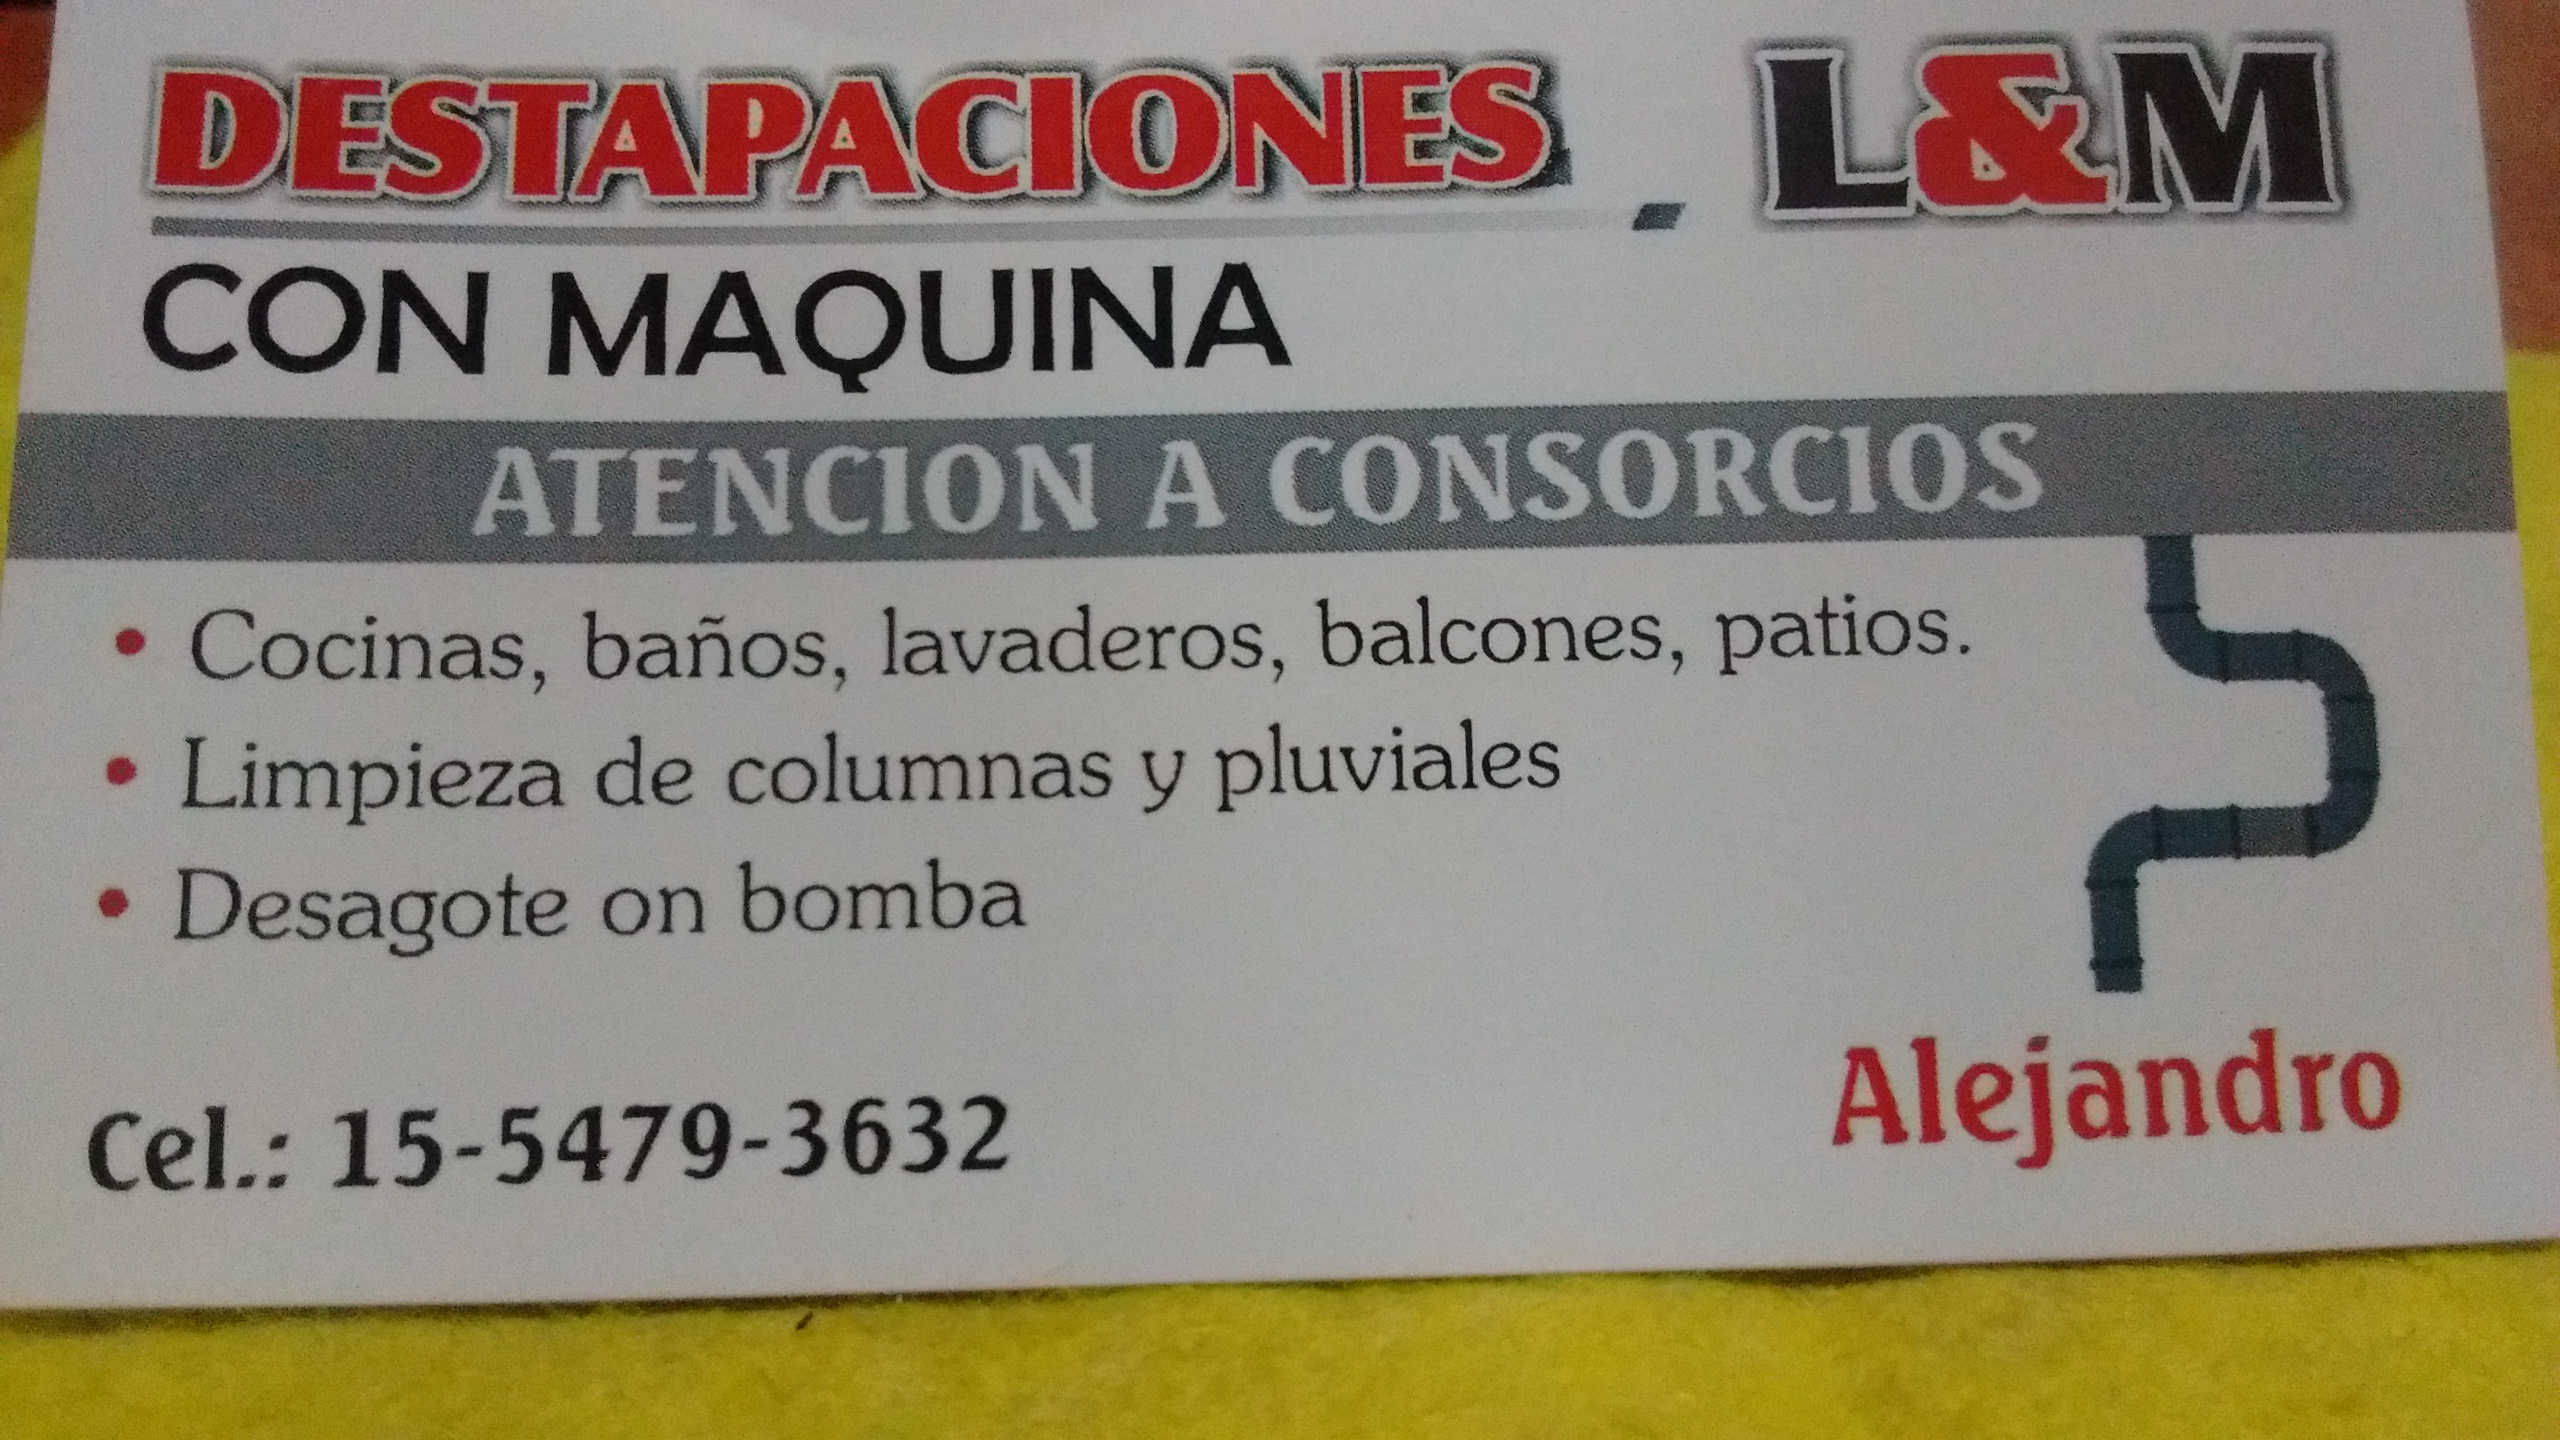 DESTAPACIONES L&M
CON MAQUINA
ATENCION A CONSORCIOS
• Cocinas, baños, lavaderos, balcones, patios.
• Limpieza de columnas y pluviales
• Desagote on bomba
Alejandro
Cel.: 15-5479-3632